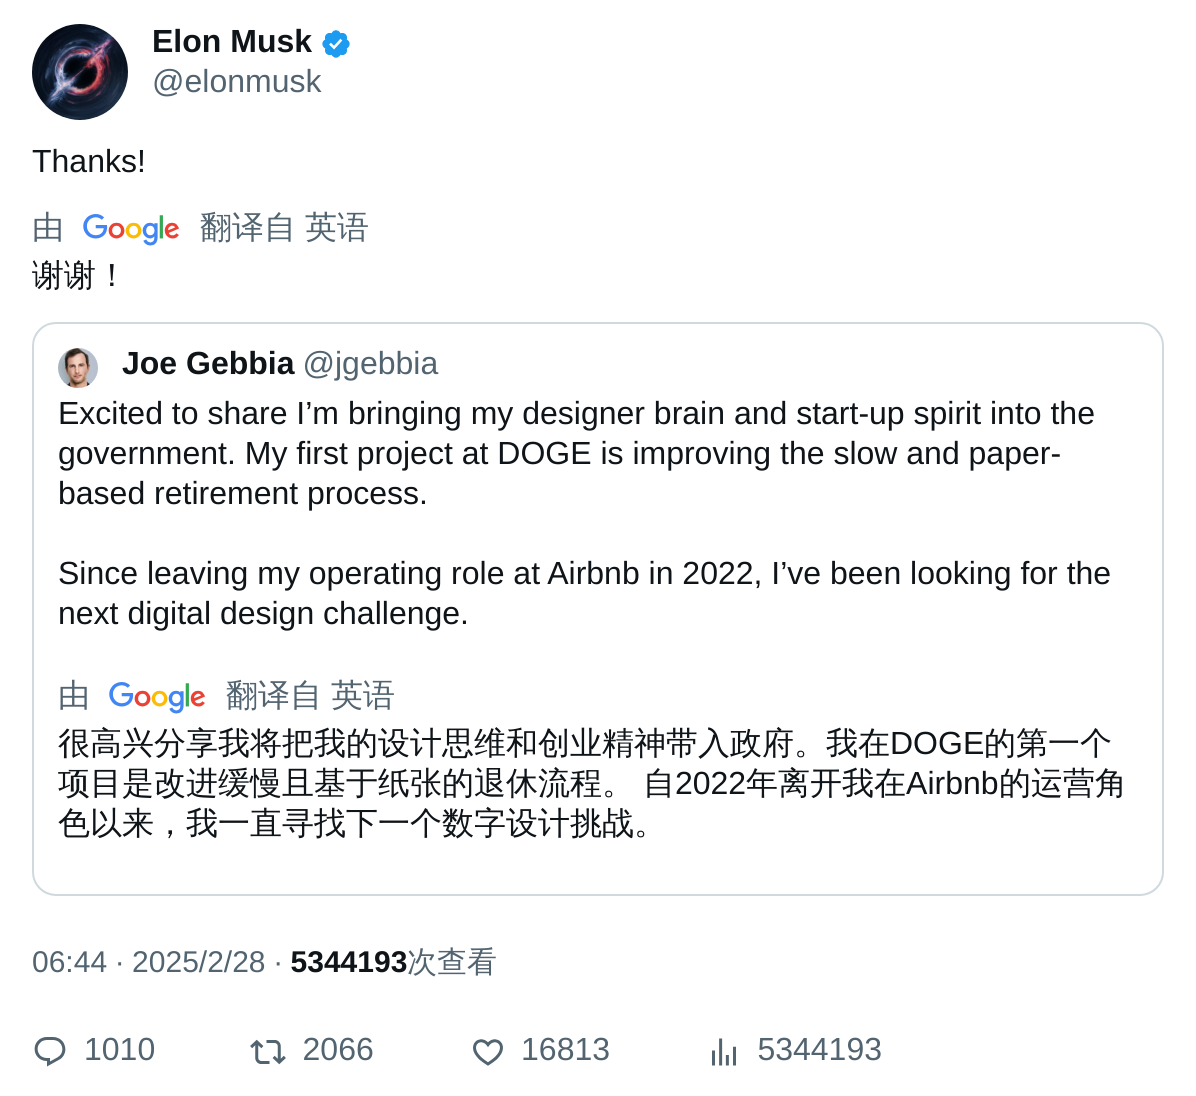 Elon Musk
@elonmusk
Thanks!
由 Google 翻译自 英语
谢谢！
Joe Gebbia @jgebbia
Excited to share I’m bringing my designer brain and start-up spirit into the
government. My first project at DOGE is improving the slow and paper-
based retirement process.
Since leaving my operating role at Airbnb in 2022, I’ve been looking for the
next digital design challenge.
由 Google 翻译自 英语
很高兴分享我将把我的设计思维和创业精神带入政府。我在DOGE的第一个
项目是改进缓慢且基于纸张的退休流程。 自2022年离开我在Airbnb的运营角
色以来，我一直寻找下一个数字设计挑战。
06:44 · 2025/2/28 · 5344193次查看
1010 2066 16813 5344193